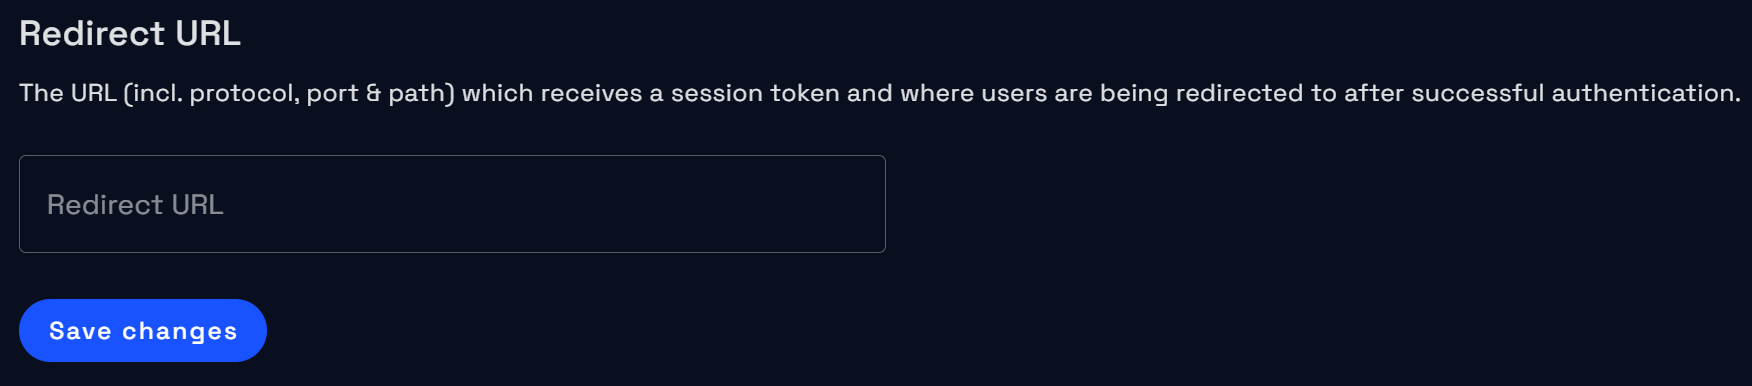 Redirect URL
The URL (incl. protocol, port & path) which receives a session token and where users are being redirected to after successful authentication.
Redirect URL
Save changes